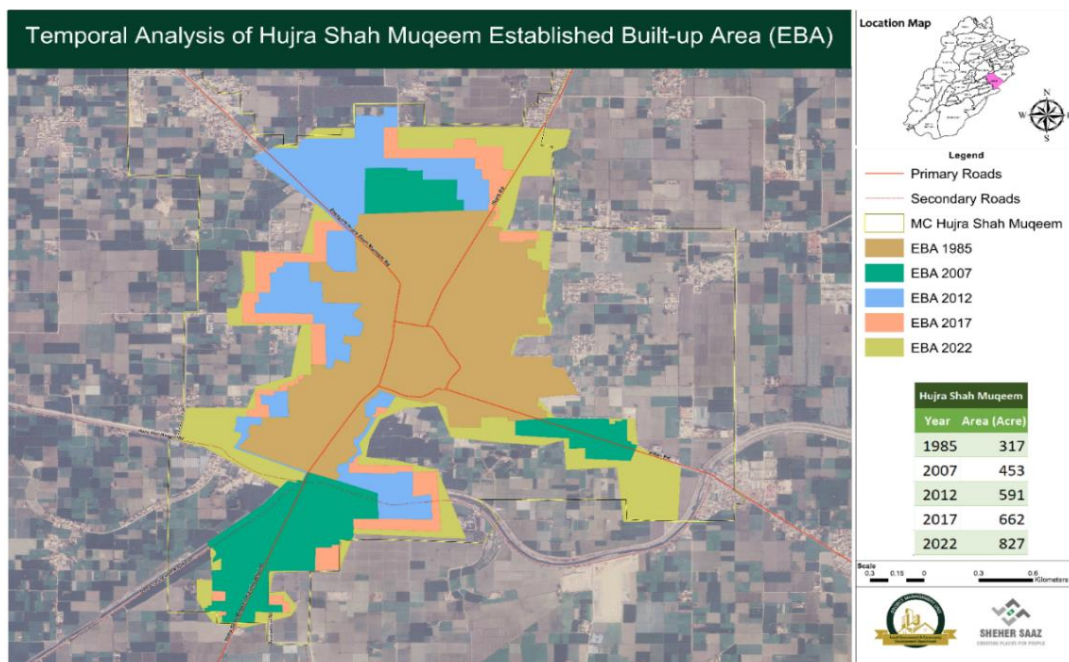 Temporal Analysis of Hujra Shah Muqeem Established Built-up Area (EBA)
Location Map
N
W
E
S
Legend
Primary Roads
Secondary Roads
MC Hujra Shah Muqeem
EBA 1985
EBA 2007
EBA 2012
EBA 2017
EBA 2022
Hujra Shah Muqeem
Year Area (Acre)
1985 317
2007 453
2012 591
2017 662
2022 827
Scale
0.3 0.15 0 0.3 0.6
Kilometers
SHEHER SAAZ